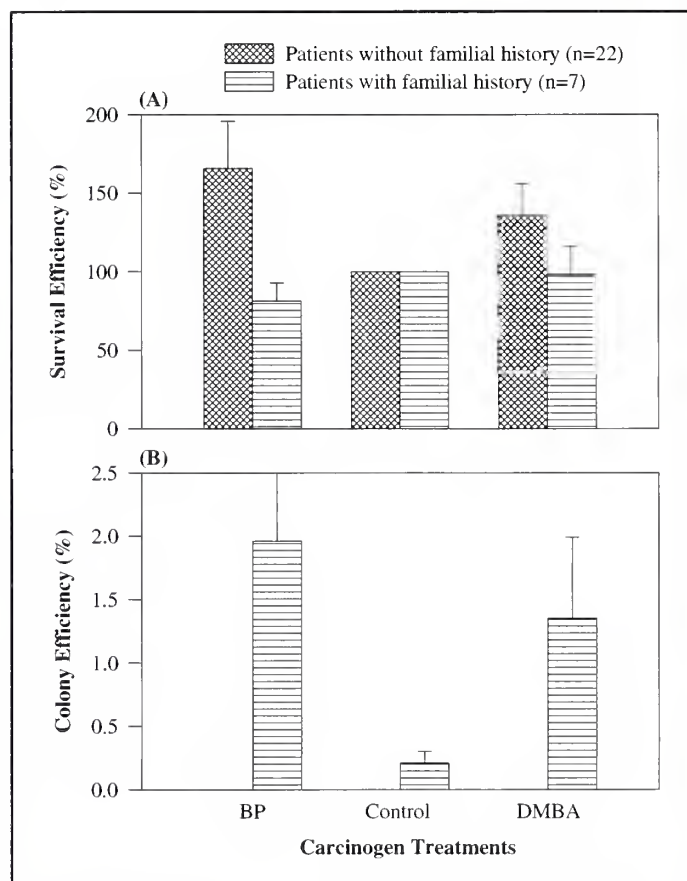 Patients without familial history (n=22)
Patients with familial history (n=7)
(A)
200
150
100
50
0
Survival Efficiency (%)
(B)
2.5
2.0
1.5
1.0
0.5
0.0
Colony Efficiency (%)
BP Control DMBA
Carcinogen Treatments